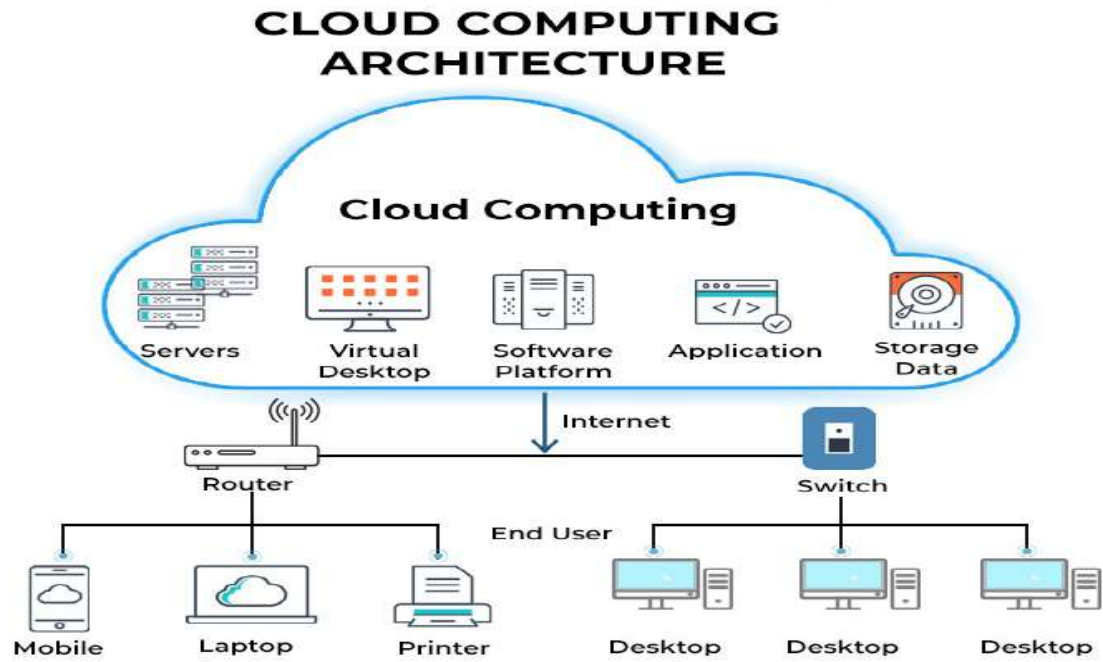 CLOUD COMPUTING
ARCHITECTURE
Cloud Computing
Servers
Virtual
Desktop
Software
Platform
</>
Application
Storage
Data
Internet
Router
Switch
End User
Mobile
Laptop
Printer
Desktop
Desktop
Desktop